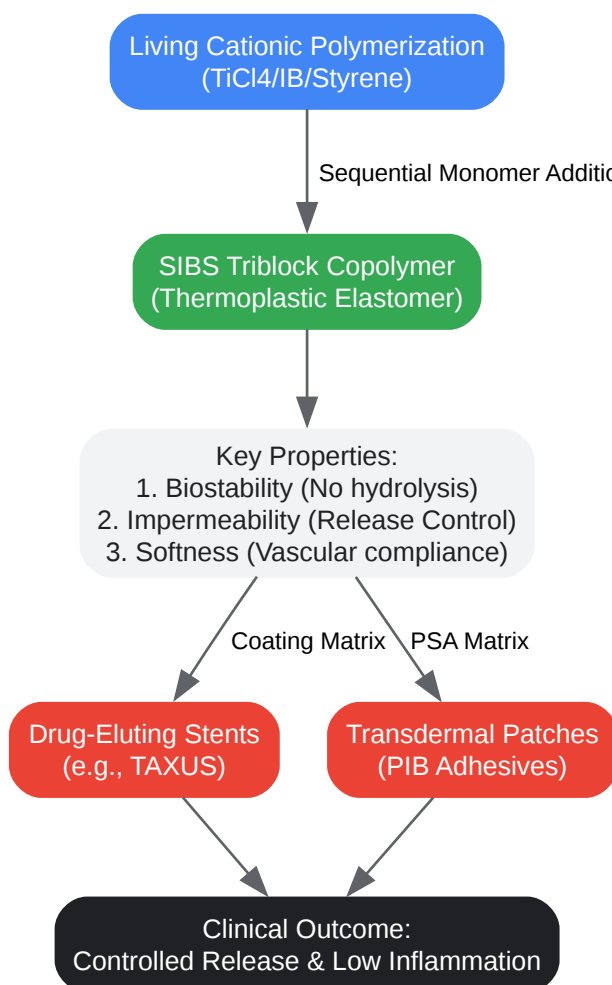 Living Cationic Polymerization
(TiCl4/IB/Styrene)
Sequential Monomer Additio
SIBS Triblock Copolymer
(Thermoplastic Elastomer)
Key Properties:
1. Biostability (No hydrolysis)
2. Impermeability (Release Control)
3. Softness (Vascular compliance)
Coating Matrix
PSA Matrix
Drug-Eluting Stents
(e.g., TAXUS)
Transdermal Patches
(PIB Adhesives)
Clinical Outcome:
Controlled Release & Low Inflammation